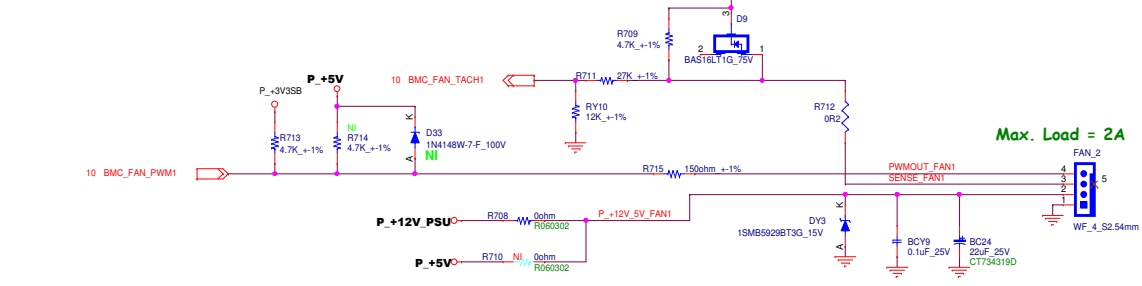 3
D9
R709
4.7K_+-1%
2
1
BAS16LT1G_75V
P_+5V
10 BMC_FAN_TACH1
R711
27K_+-1%
P_+3V3SB
RY10
12K_+-1%
R712
0R2
NI
R713
4.7K_+-1%
R714
4.7K_+-1%
K
D33
1N4148W-7-F_100V
NI
A
Max. Load = 2A
FAN_2
10 BMC_FAN_PWM1
R715
150ohm_+-1%
PWMOUT_FAN1
SENSE_FAN1
4
3
2
1
5
WF_4_S2.54mm
P_+12V_PSU
R708
0ohm
R060302
P_+12V_5V_FAN1
K
DY3
1SMB5929BT3G_15V
A
BCY9
0.1uF_25V
BC24
22uF_25V
CT734319D
P_+5V
R710
NI
0ohm
R060302